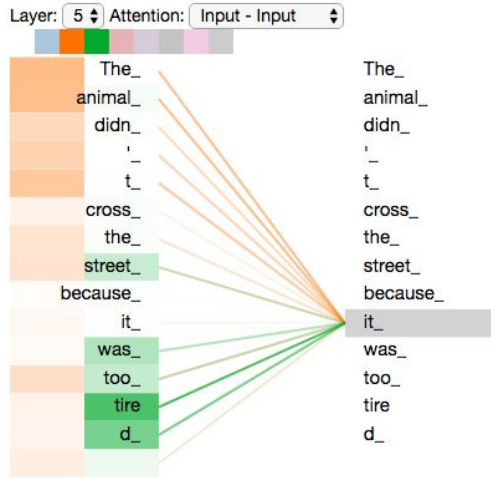 Layer: 5 Attention: Input - Input
The_ The_
animal_ animal_
didn_ didn_
'_ '_
t_ t_
cross_ cross_
the_ the_
street_ street_
because_ because_
it_ it_
was_ was_
too_ too_
tire tire
d_ d_